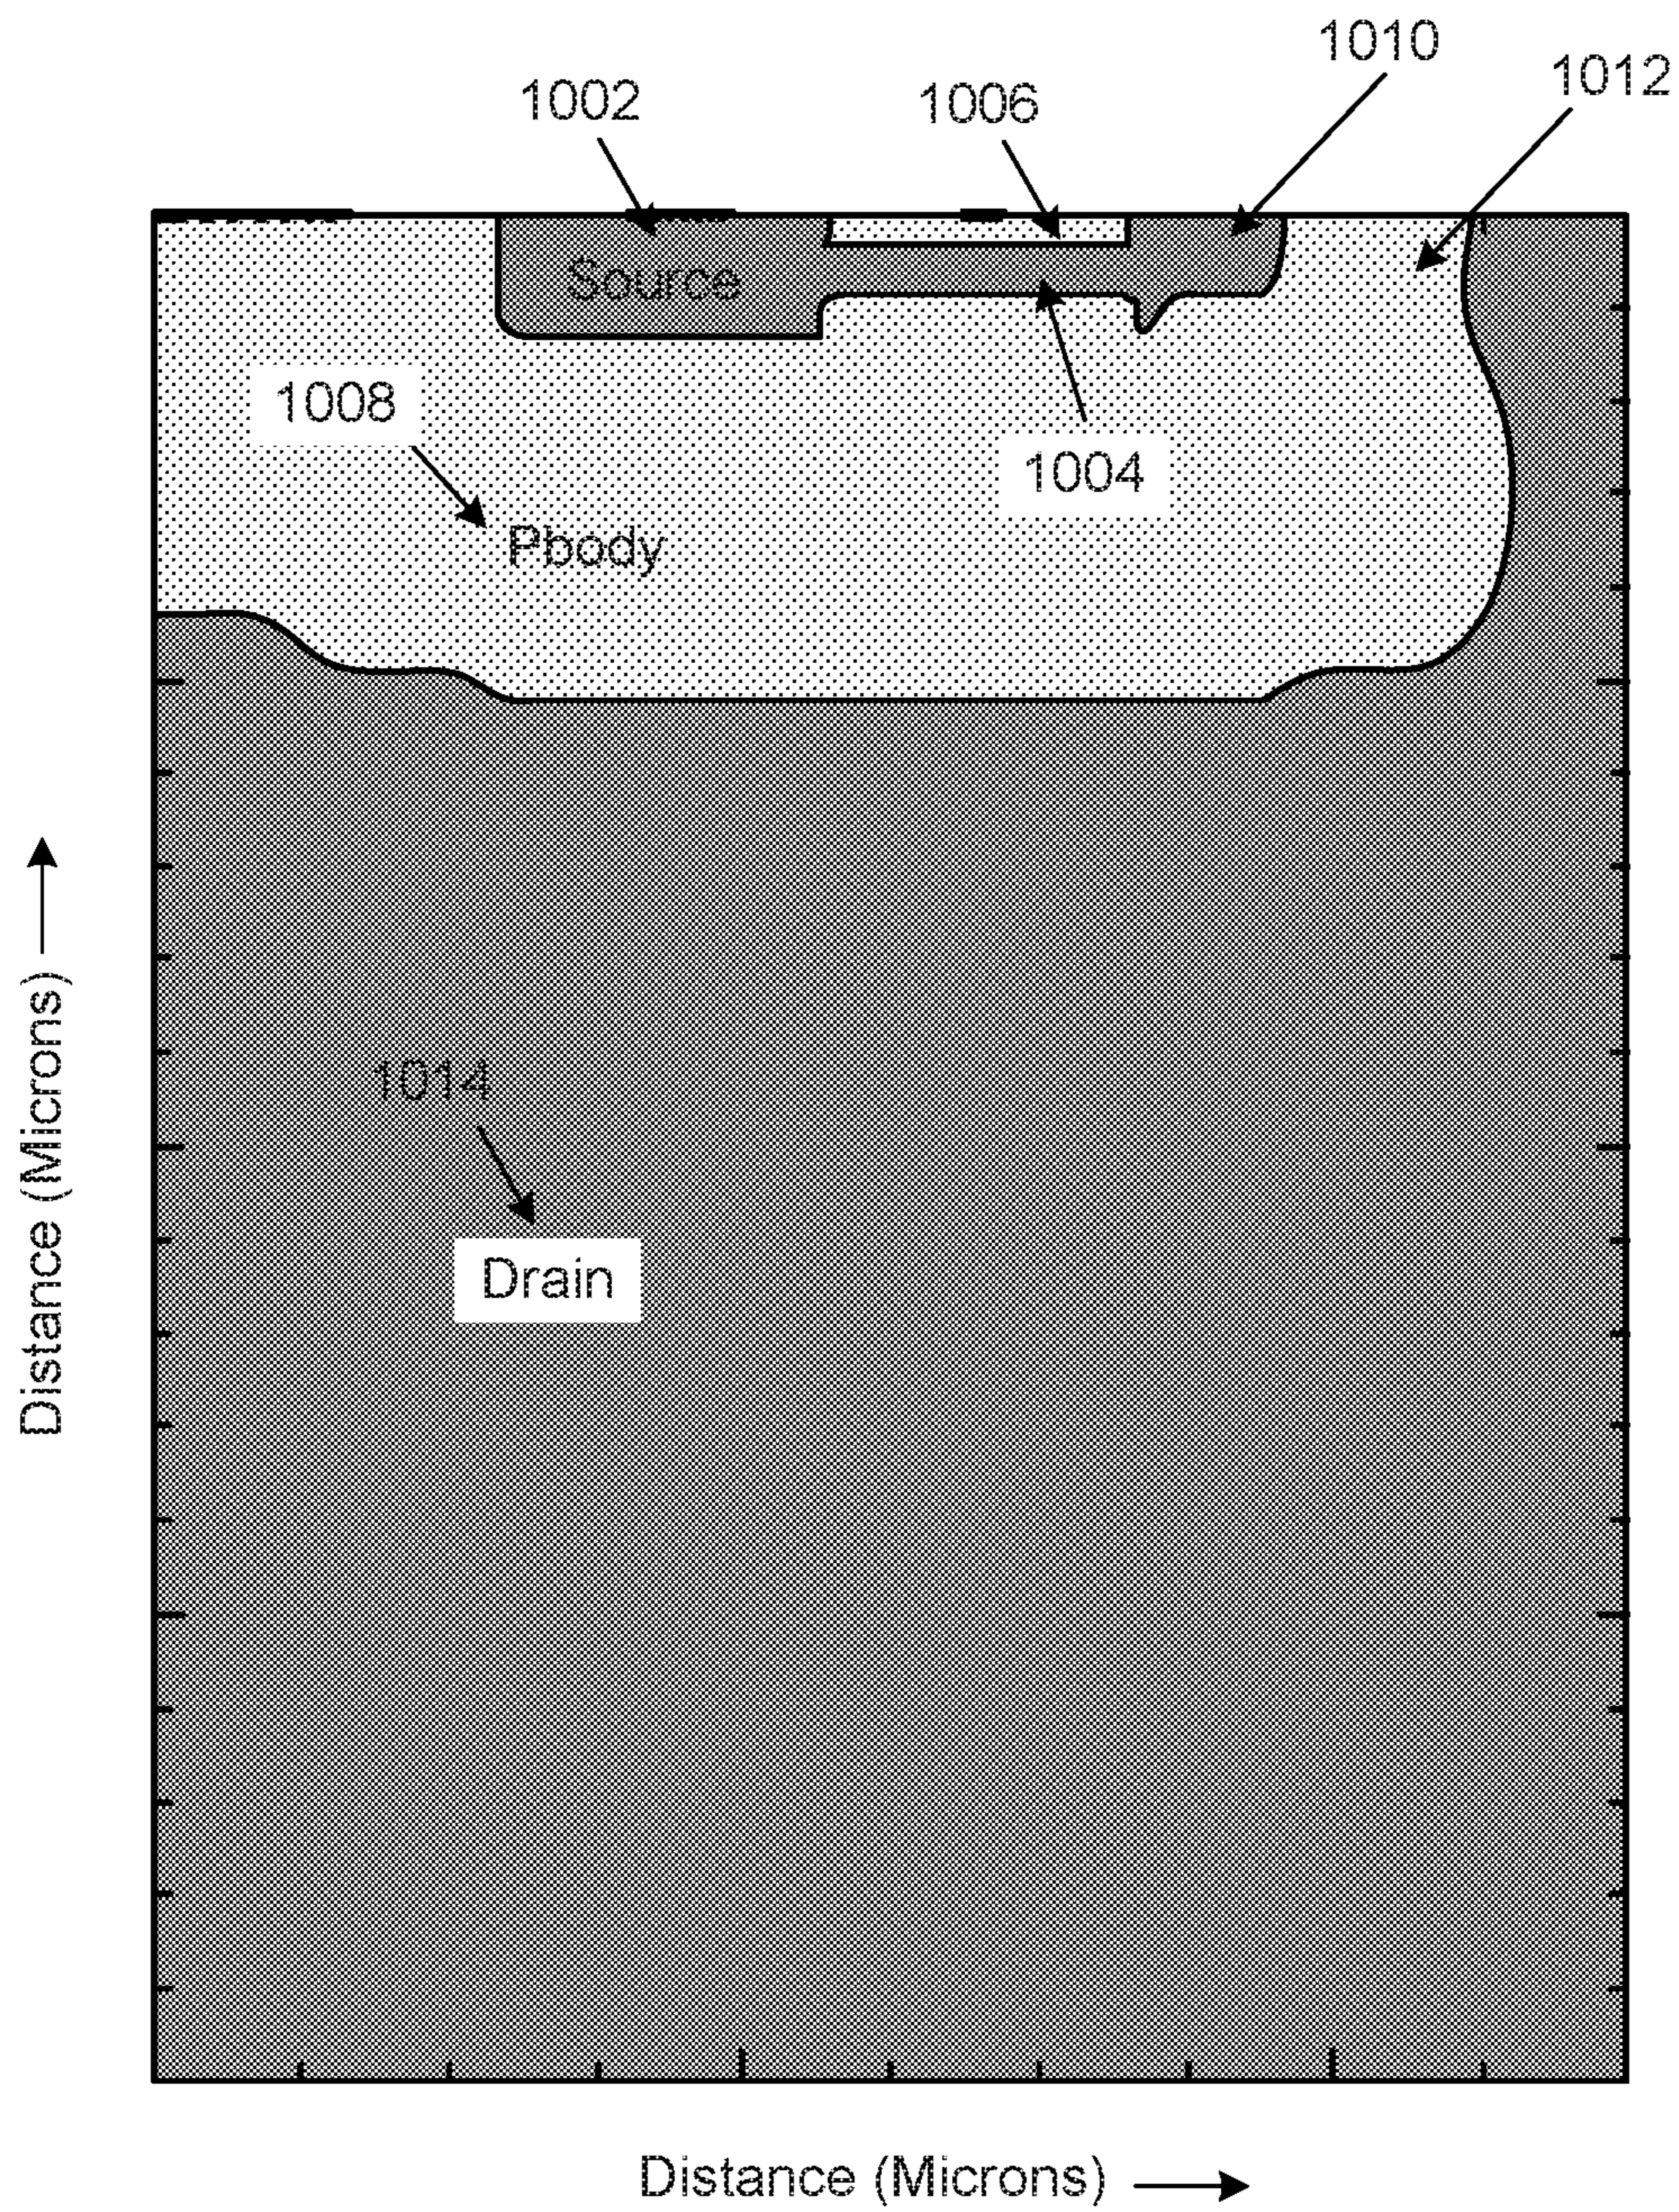 1010
1012
1002
1006
Source
1008
1004
Pbody
1014
Drain
Distance (Microns)
Distance (Microns)